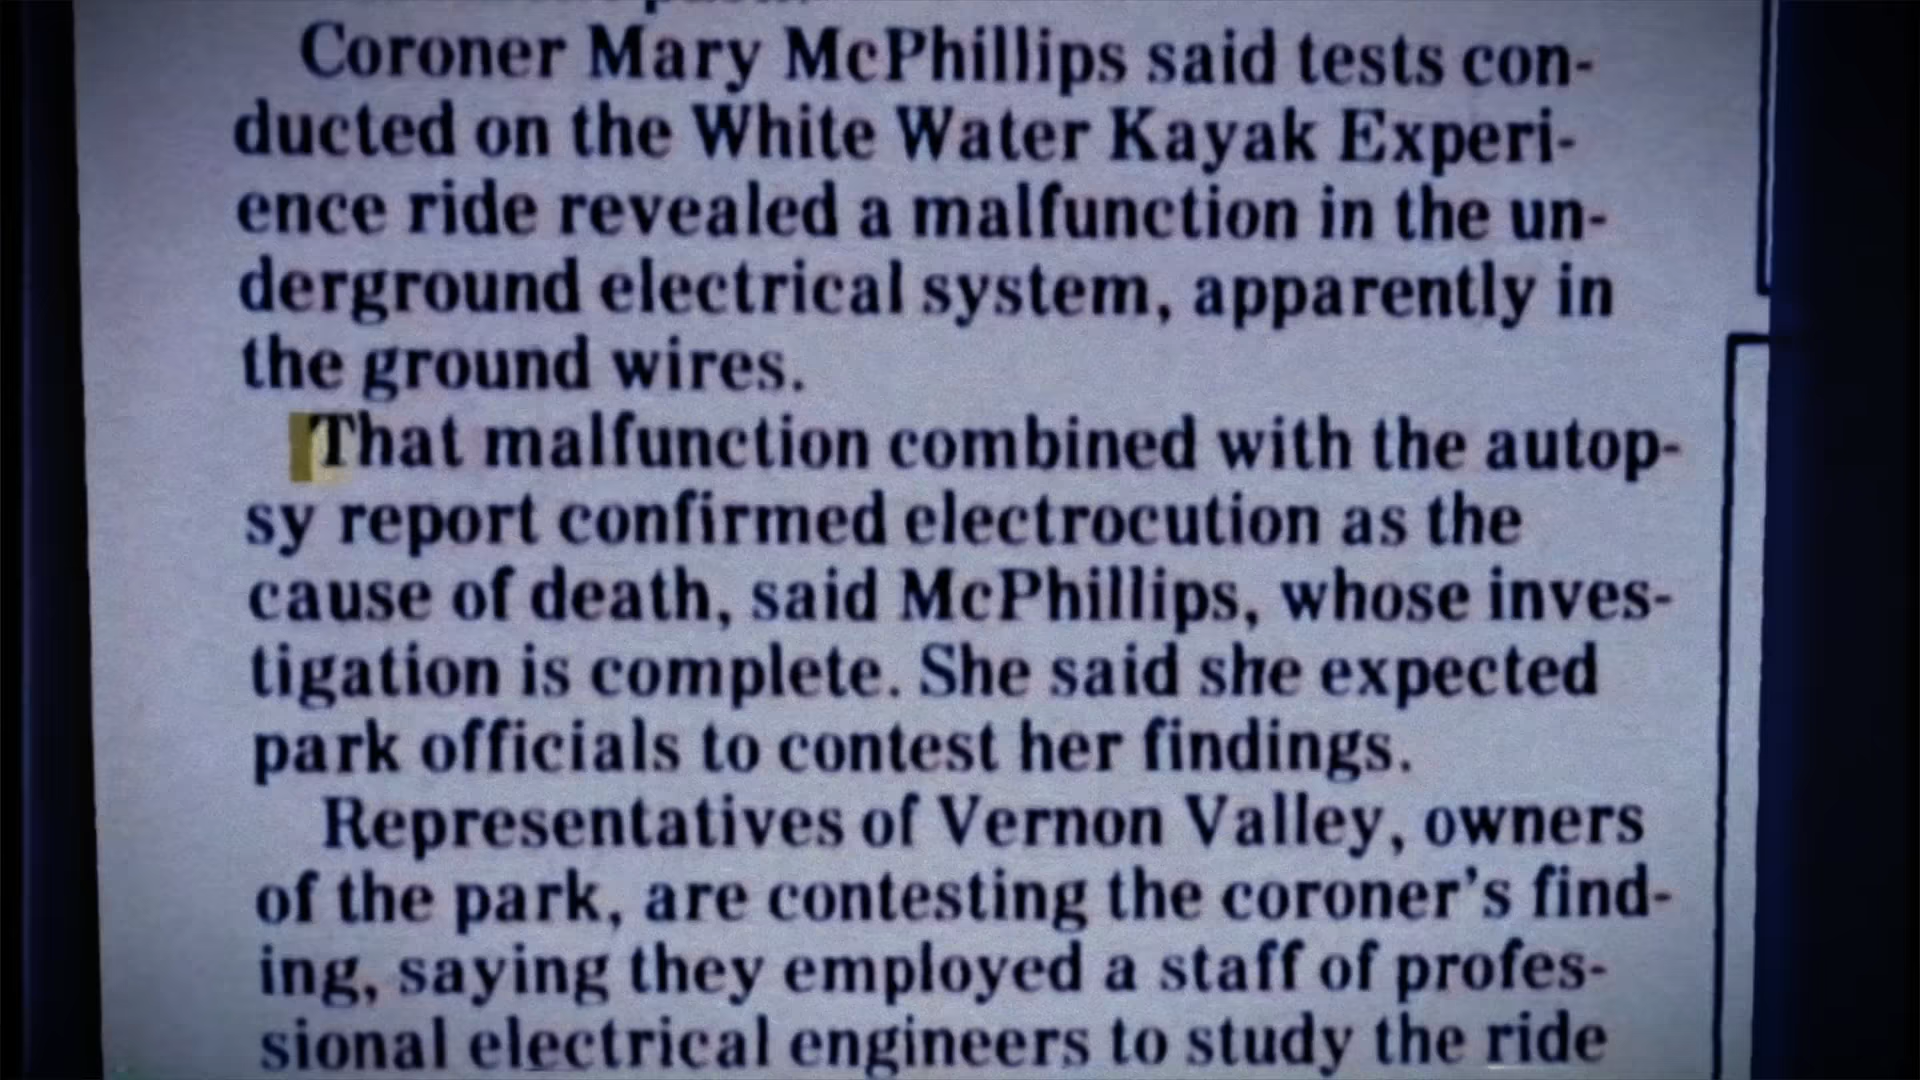 Coroner Mary McPhillips said tests con-
ducted on the White Water Kayak Experi-
ence ride revealed a malfunction in the un-
derground electrical system, apparently in
the ground wires.
That malfunction combined with the autop-
sy report confirmed electrocution as the
cause of death, said McPhillips, whose inves-
tigation is complete. She said she expected
park officials to contest her findings.
Representatives of Vernon Valley, owners
of the park, are contesting the coroner's find-
ing, saying they employed a staff of profes-
sional electrical engineers to study the ride